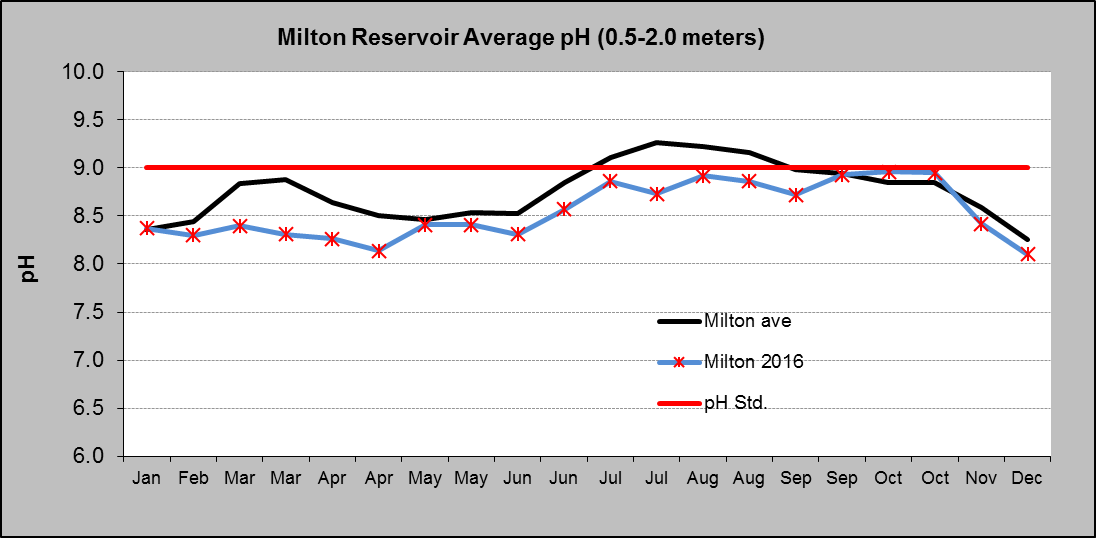 Milton Reservoir Average pH (0.5-2.0 meters)
10.0
9.5
9.0
8.5
8.0
7.5
7.0
6.5
6.0
pH
Milton ave
Milton 2016
pH Std.
Jan Feb Mar Mar Apr Apr May May Jun Jun Jul Jul Aug Aug Sep Sep Oct Oct Nov Dec